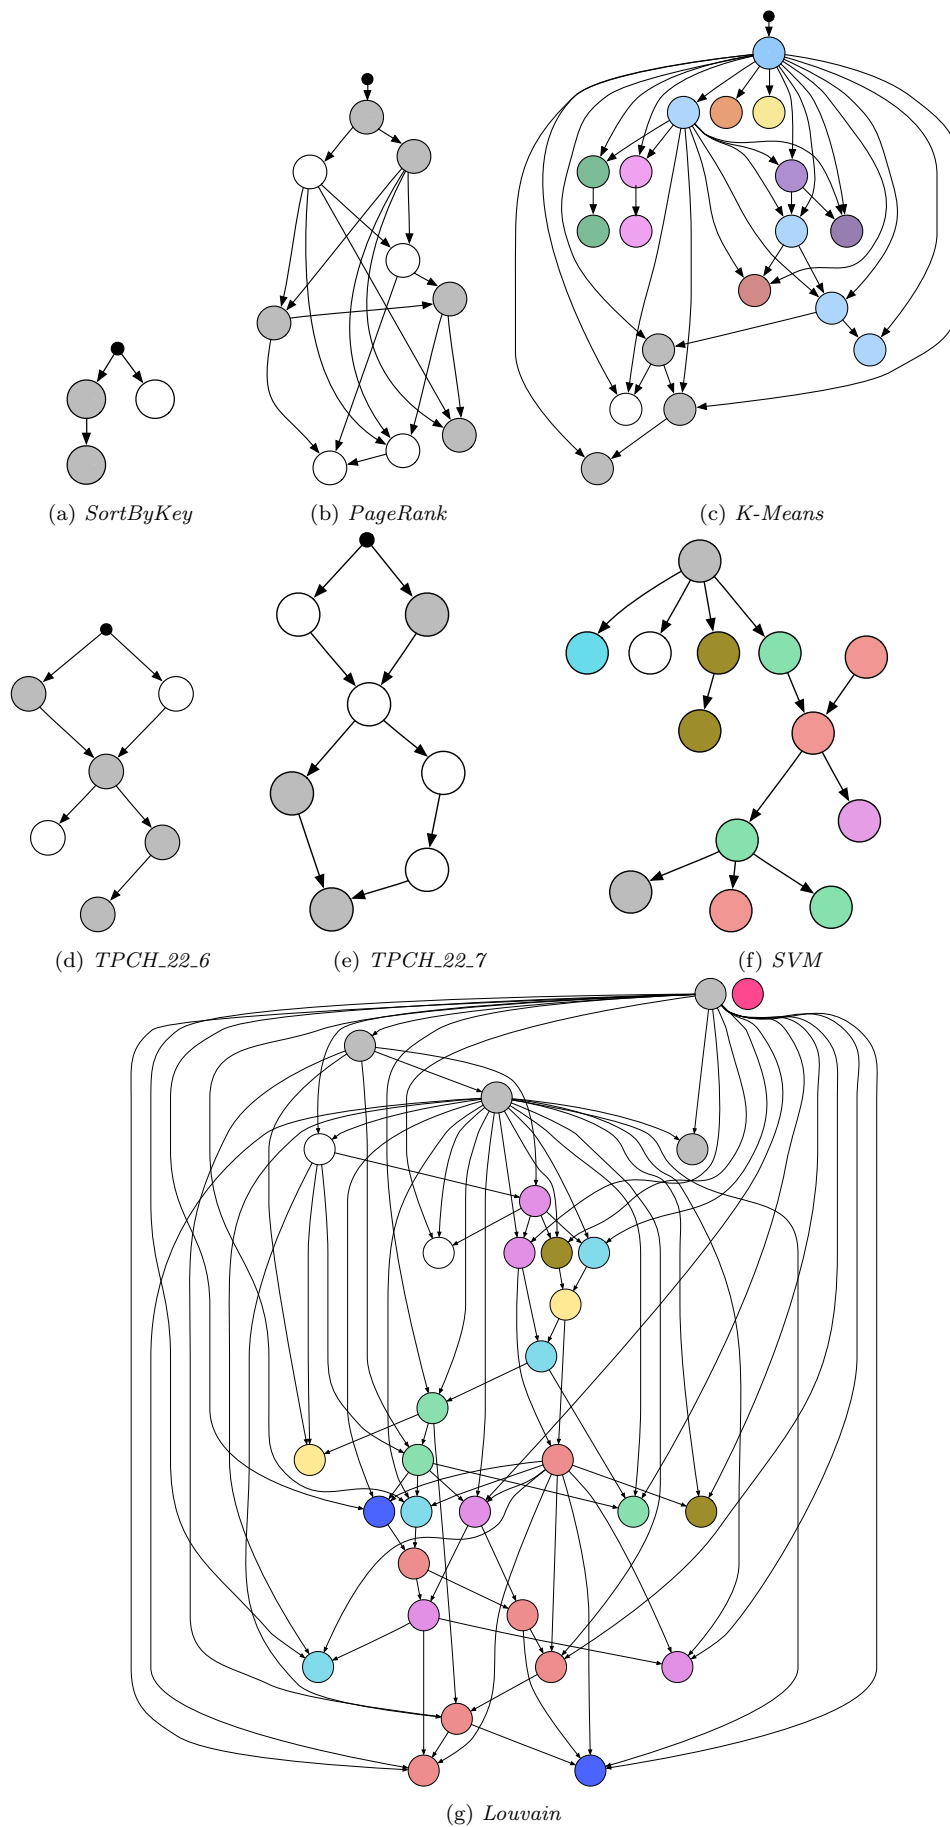 (a) SortByKey
(b) PageRank
(c) K-Means
(d) TPCH_22_6
(e) TPCH_22_7
(f) SVM
(g) Louvain